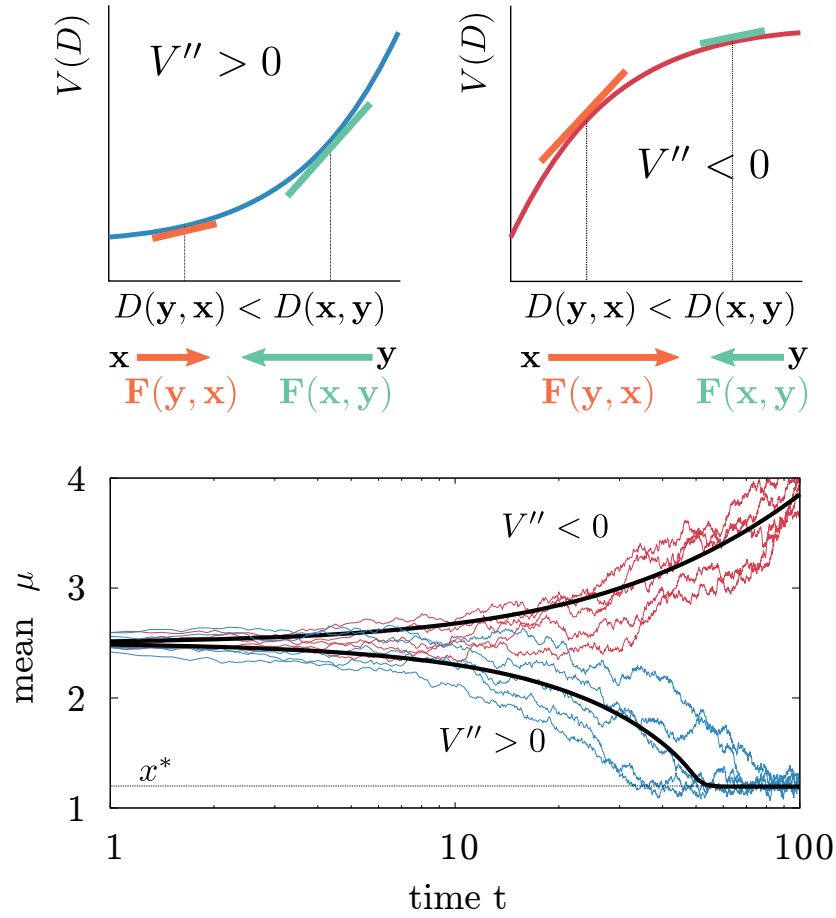 V(D)
V″ > 0
D(y, x) < D(x, y)
x y
F(y, x) F(x, y)
V(D)
V″ < 0
D(y, x) < D(x, y)
x y
F(y, x) F(x, y)
mean μ
4
3
2
1
V″ < 0
V″ > 0
x*
1 10 100
time t